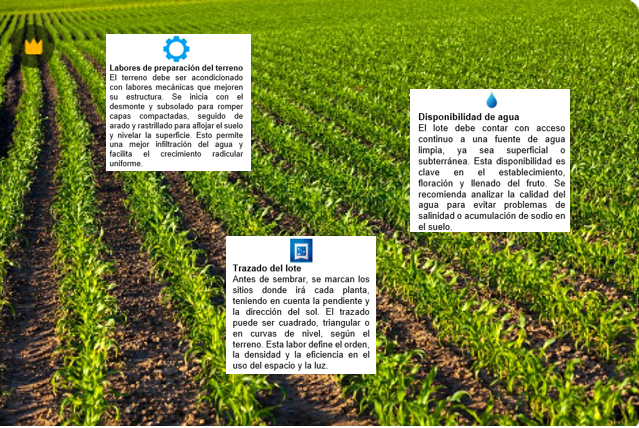 Labores de preparación del terreno
El terreno debe ser acondicionado
con labores mecánicas que mejoren
su estructura. Se inicia con el
desmonte y subsolado para romper
capas compactadas, seguido de
arado y rastrillado para aflojar el suelo
y nivelar la superficie. Esto permite
una mejor infiltración del agua y
facilita el crecimiento radicular
uniforme.
Disponibilidad de agua
El lote debe contar con acceso
continuo a una fuente de agua
limpia, ya sea superficial o
subterránea. Esta disponibilidad es
clave en el establecimiento,
floración y llenado del fruto. Se
recomienda analizar la calidad del
agua para evitar problemas de
salinidad o acumulación de sodio en
el suelo.
Trazado del lote
Antes de sembrar, se marcan los
sitios donde irá cada planta,
teniendo en cuenta la pendiente y
la dirección del sol. El trazado
puede ser cuadrado, triangular o
en curvas de nivel, según el
terreno. Esta labor define el orden,
la densidad y la eficiencia en el
uso del espacio y la luz.